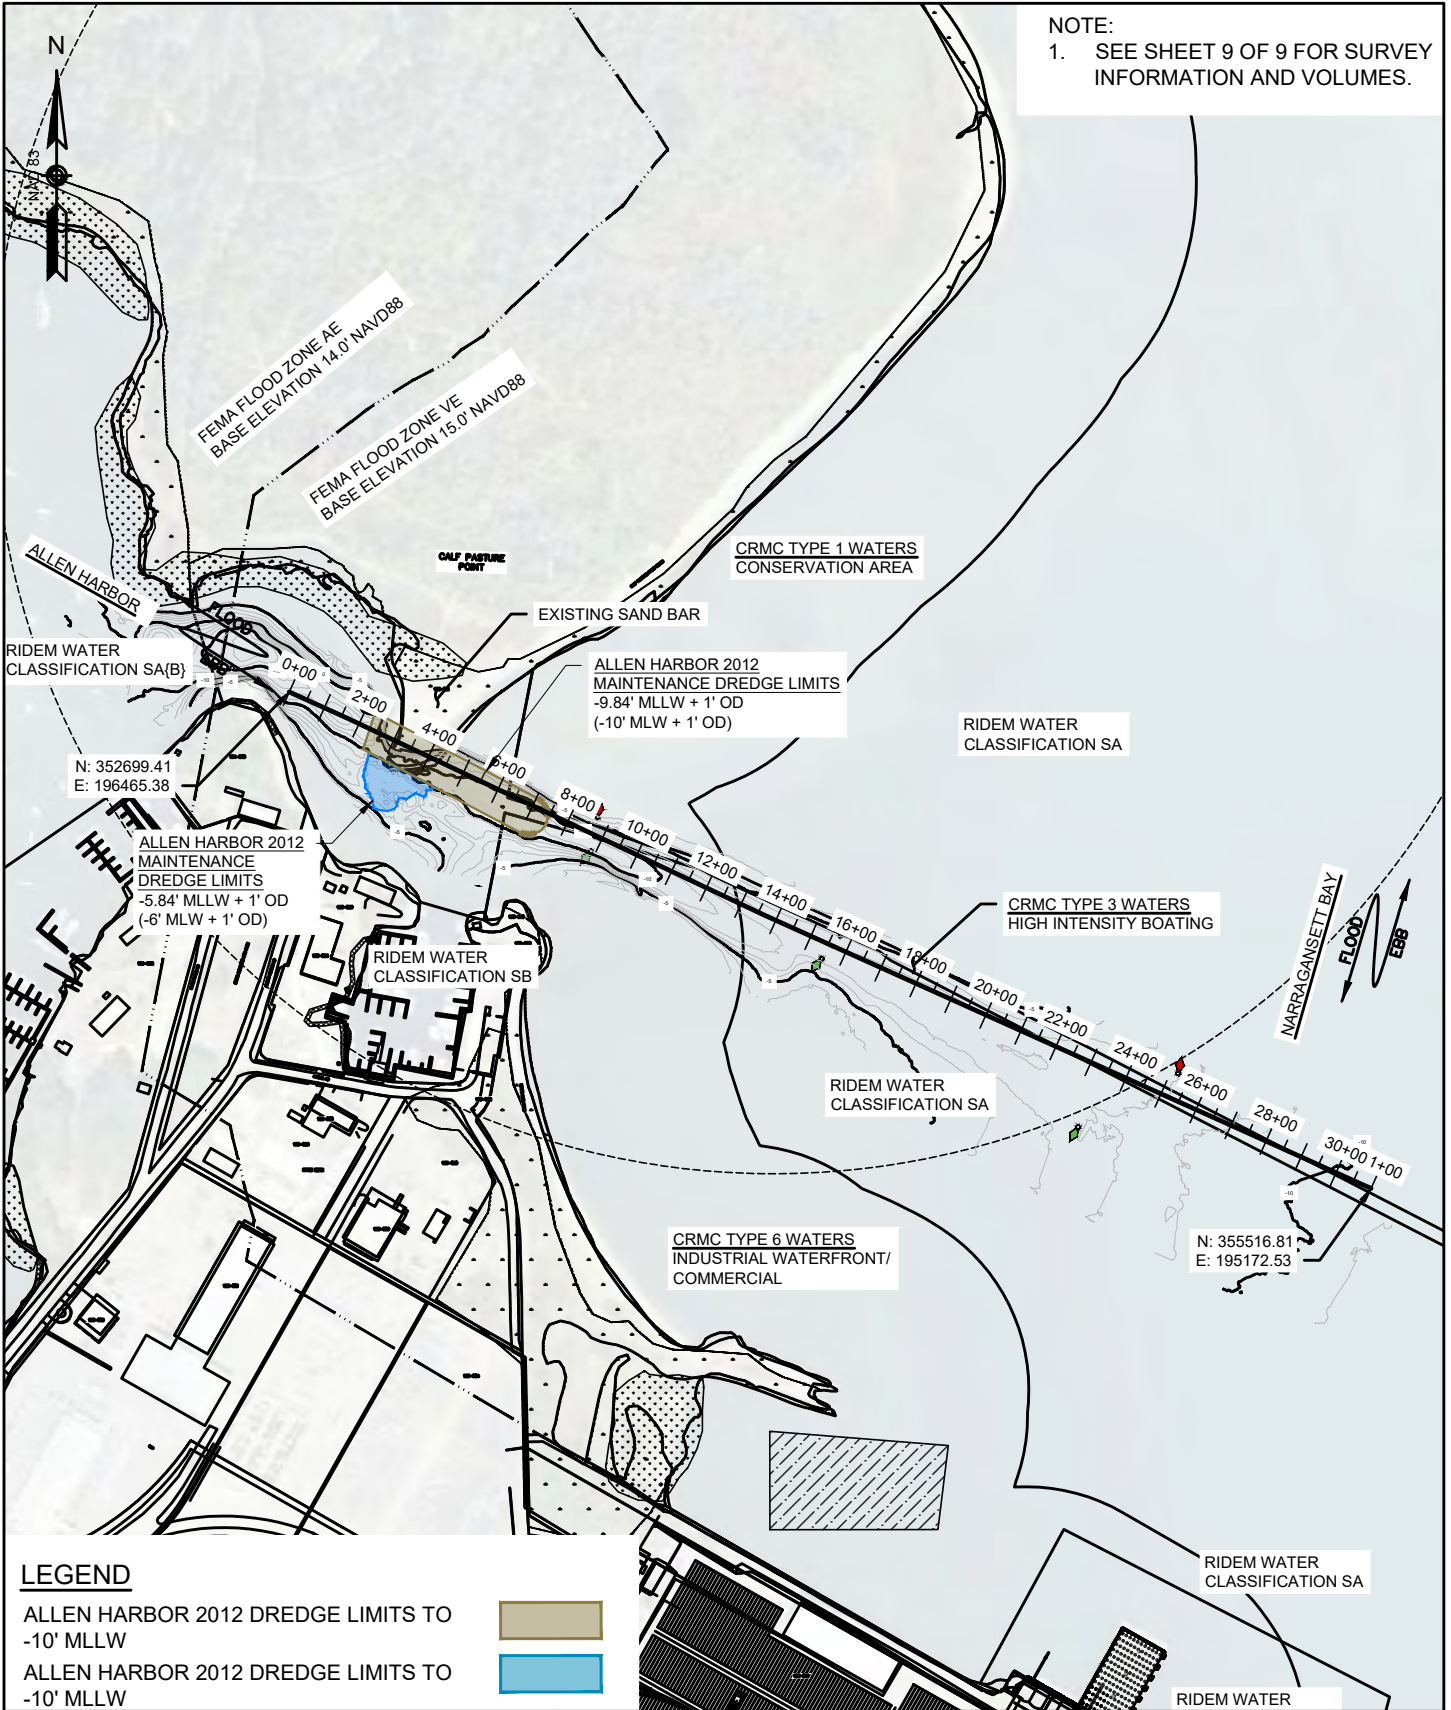 NOTE:
1. SEE SHEET 9 OF 9 FOR SURVEY
INFORMATION AND VOLUMES.
N
NAD 83
FEMA FLOOD ZONE AE
BASE ELEVATION 14.0' NAVD88
FEMA FLOOD ZONE VE
BASE ELEVATION 15.0' NAVD88
CALF PASTURE
POINT
CRMC TYPE 1 WATERS
CONSERVATION AREA
ALLEN HARBOR
FLOOD
EBB
EXISTING SAND BAR
RIDEM WATER
CLASSIFICATION SA{B}
ALLEN HARBOR 2012
MAINTENANCE DREDGE LIMITS
-9.84' MLLW + 1' OD
(-10' MLW + 1' OD)
RIDEM WATER
CLASSIFICATION SA
0+00
2+00
4+00
6+00
8+00
10+00
12+00
14+00
16+00
18+00
20+00
22+00
24+00
26+00
28+00
30+00
1+00
N: 352699.41
E: 196465.38
ALLEN HARBOR 2012
MAINTENANCE
DREDGE LIMITS
-5.84' MLLW + 1' OD
(-6' MLW + 1' OD)
CRMC TYPE 3 WATERS
HIGH INTENSITY BOATING
NARRAGANSETT BAY
FLOOD
EBB
RIDEM WATER
CLASSIFICATION SB
RIDEM WATER
CLASSIFICATION SA
CRMC TYPE 6 WATERS
INDUSTRIAL WATERFRONT/
COMMERCIAL
N: 355516.81
E: 195172.53
RIDEM WATER
CLASSIFICATION SA
RIDEM WATER
LEGEND
ALLEN HARBOR 2012 DREDGE LIMITS TO
-10' MLLW
ALLEN HARBOR 2012 DREDGE LIMITS TO
-10' MLLW